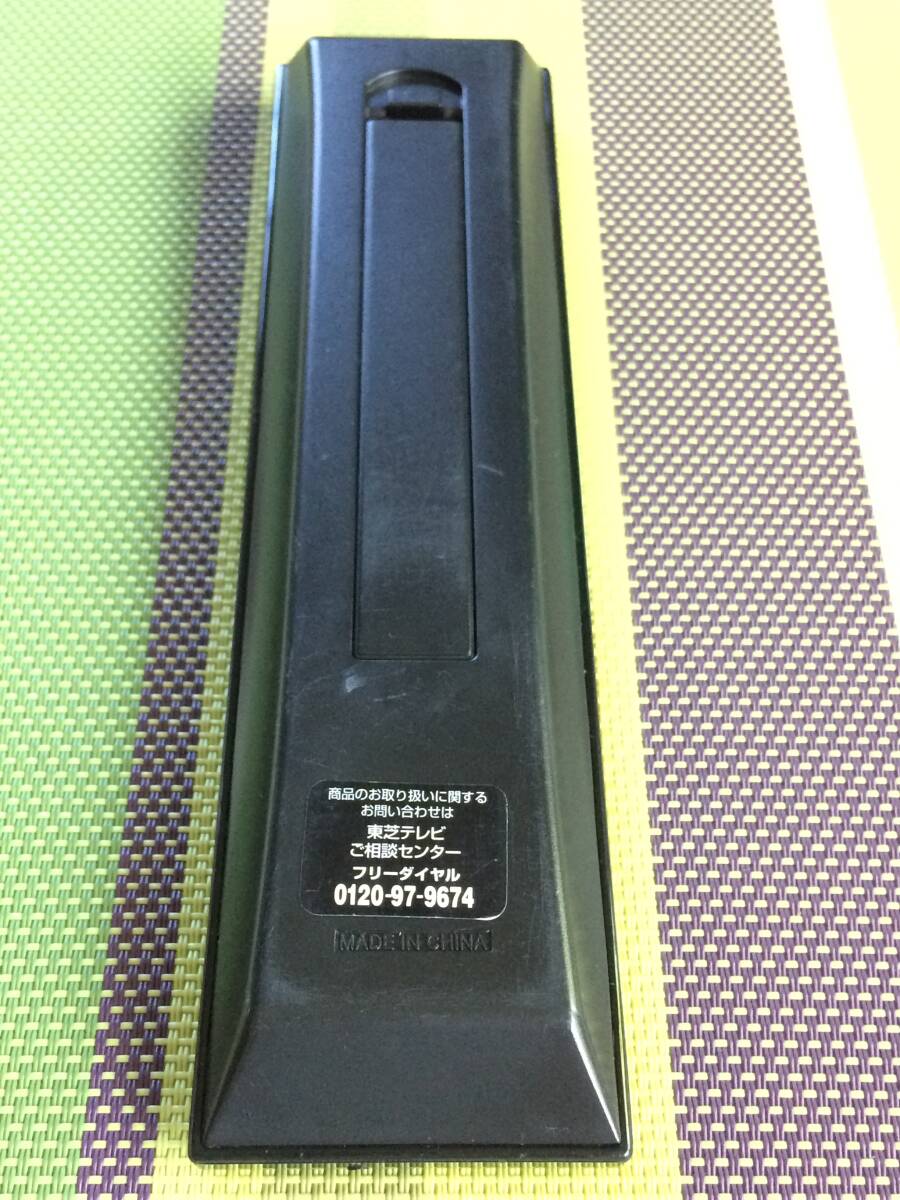 商品のお取り扱いに関する
お問い合わせは
東芝テレビ
ご相談センター
フリーダイヤル
0120-97-9674
MADE IN CHINA